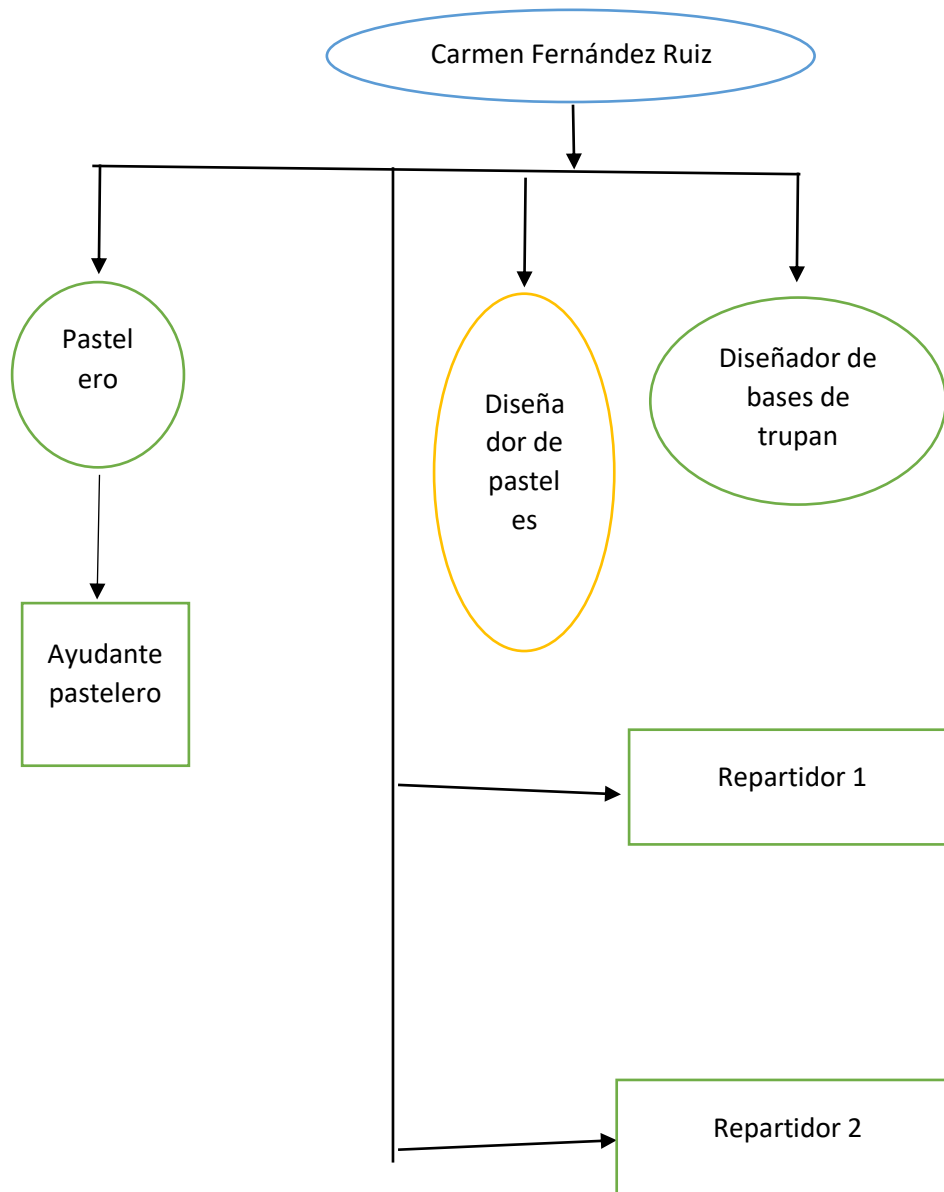 Carmen Fernández Ruiz
Pastel
ero
Diseña
dor de
pastel
es
Diseñador de
bases de
trupan
Ayudante
pastelero
Repartidor 1
Repartidor 2